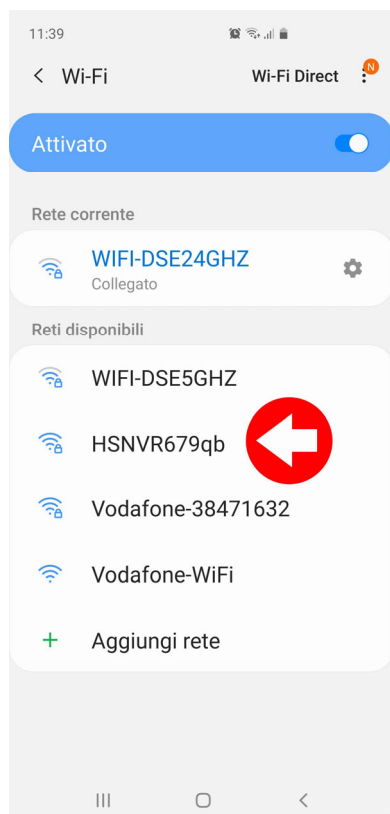 11:39
Wi-Fi
Wi-Fi Direct
N
Attivato
Rete corrente
WIFI-DSE24GHZ
Collegato
Reti disponibili
WIFI-DSE5GHZ
HSNVR679qb
Vodafone-38471632
Vodafone-WiFi
+ Aggiungi rete